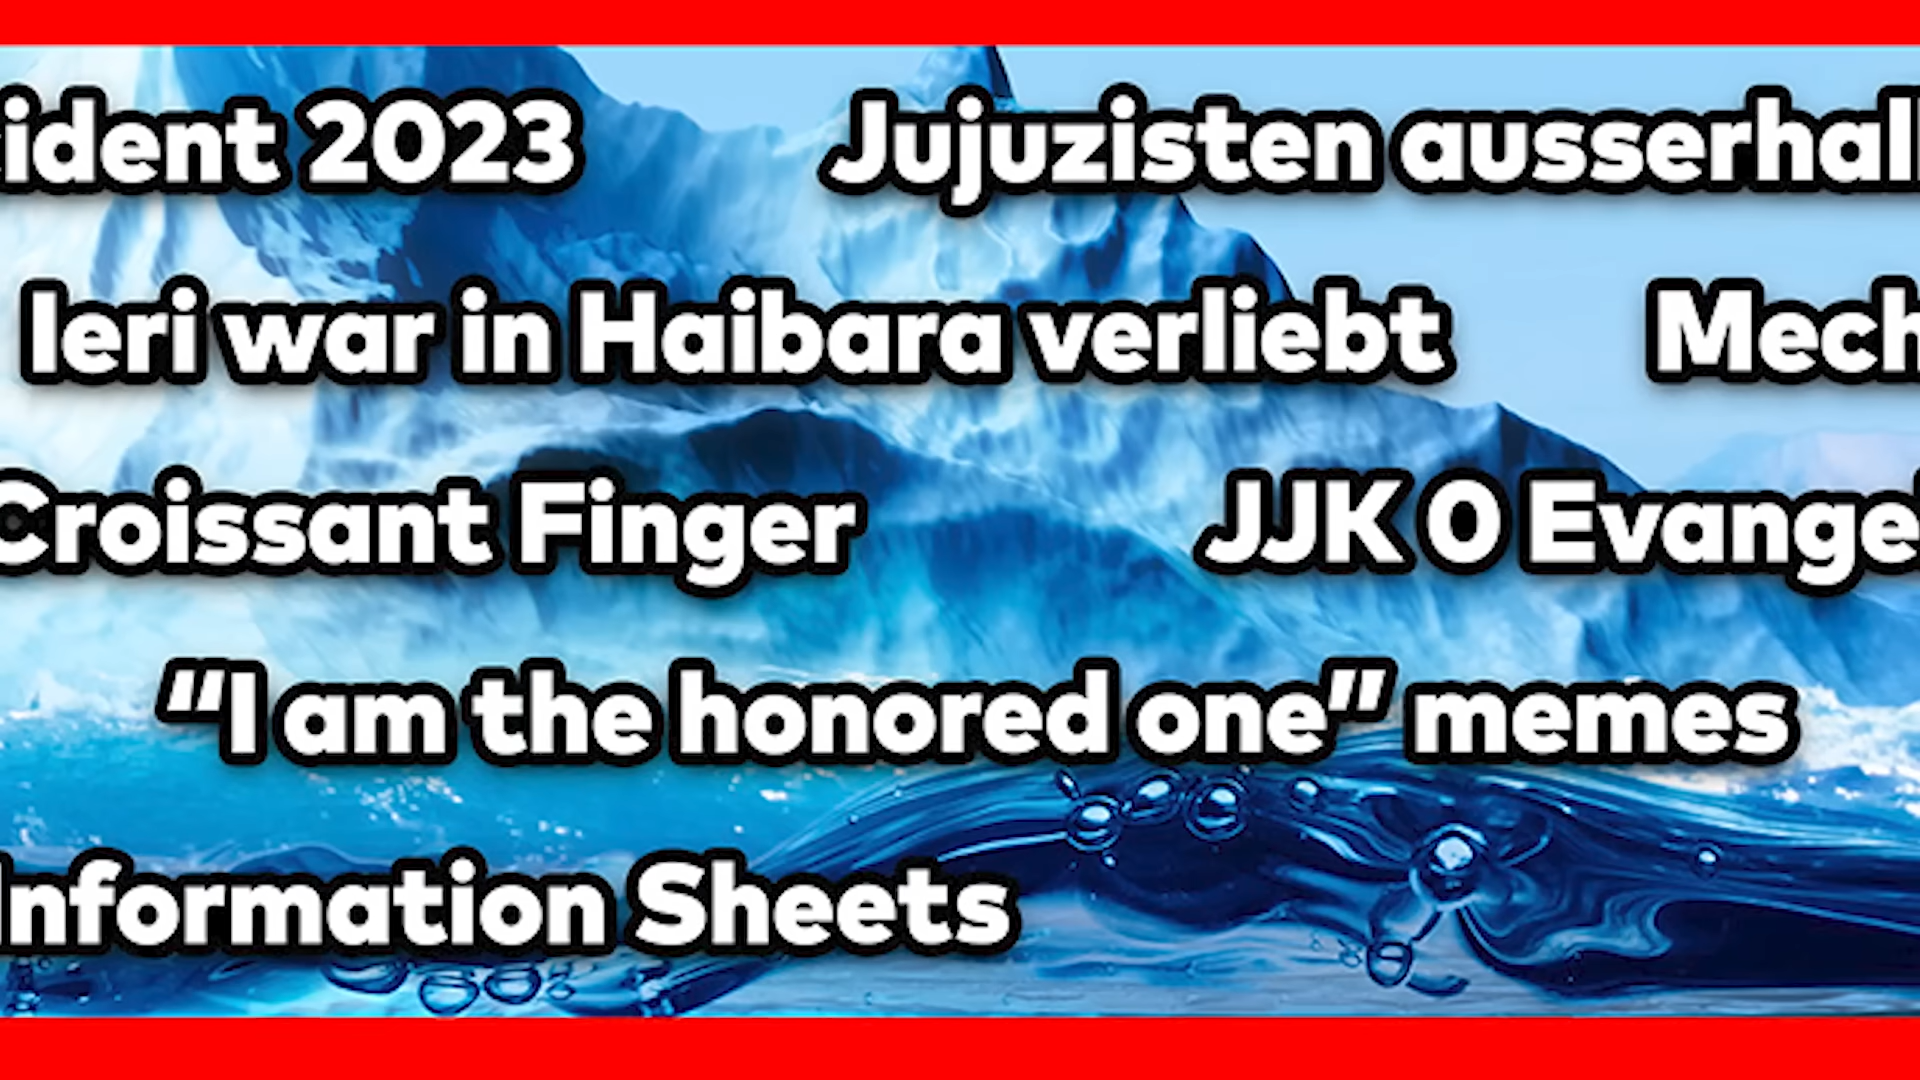 ident 2023 Jujuzisten ausserhal
Ieri war in Haibara verliebt Mech
Croissant Finger JJK 0 Evange
“I am the honored one” memes
Information Sheets